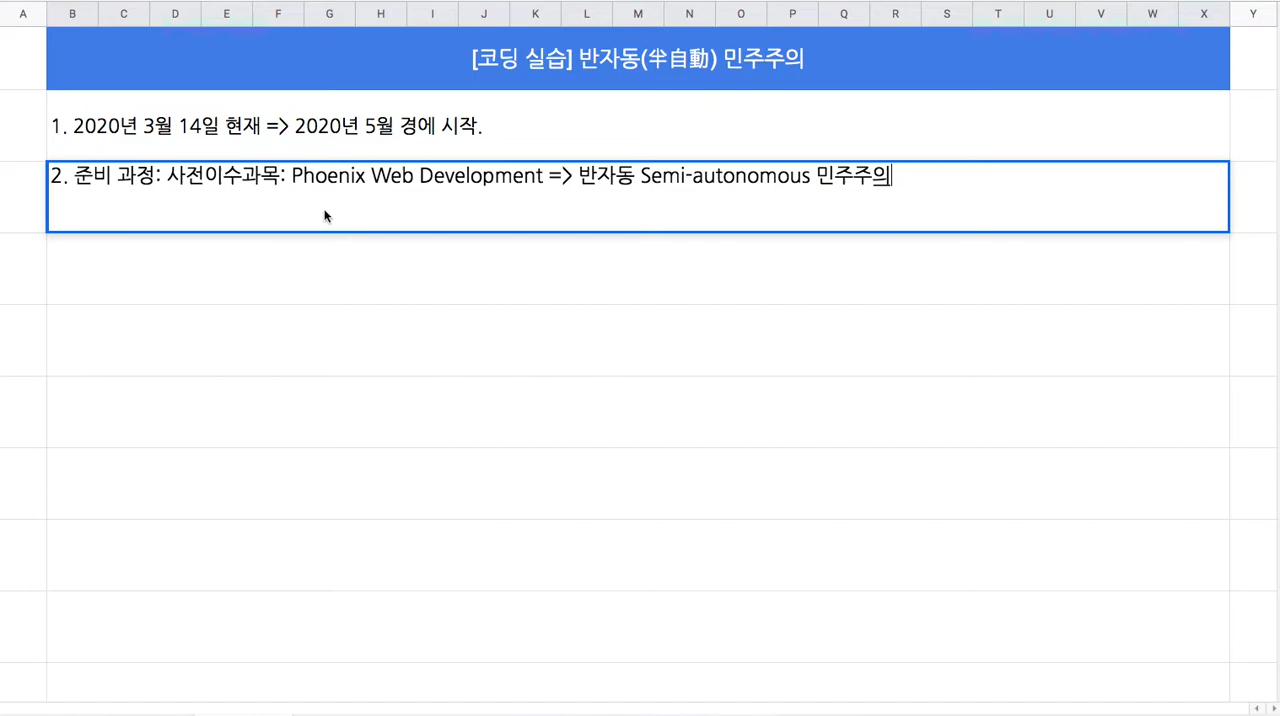 A B C D E F G H I J K L M N O P Q R S T U V W X Y
[코딩 실습] 반자동(半自動) 민주주의
1. 2020년 3월 14일 현재 => 2020년 5월 경에 시작.
2. 준비 과정: 사전이수과목: Phoenix Web Development => 반자동 Semi-autonomous 민주주의